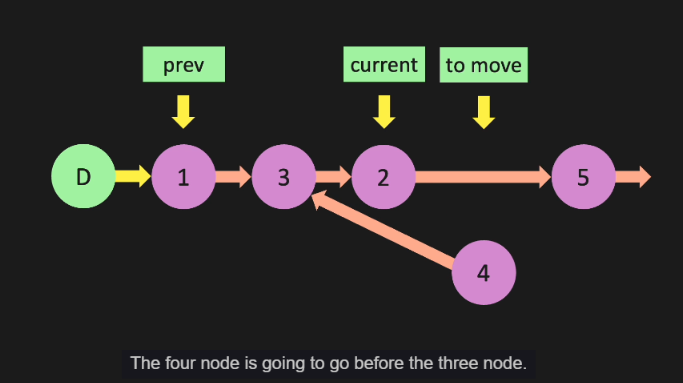 prev current to move
D 1 3 2 5
4
The four node is going to go before the three node.